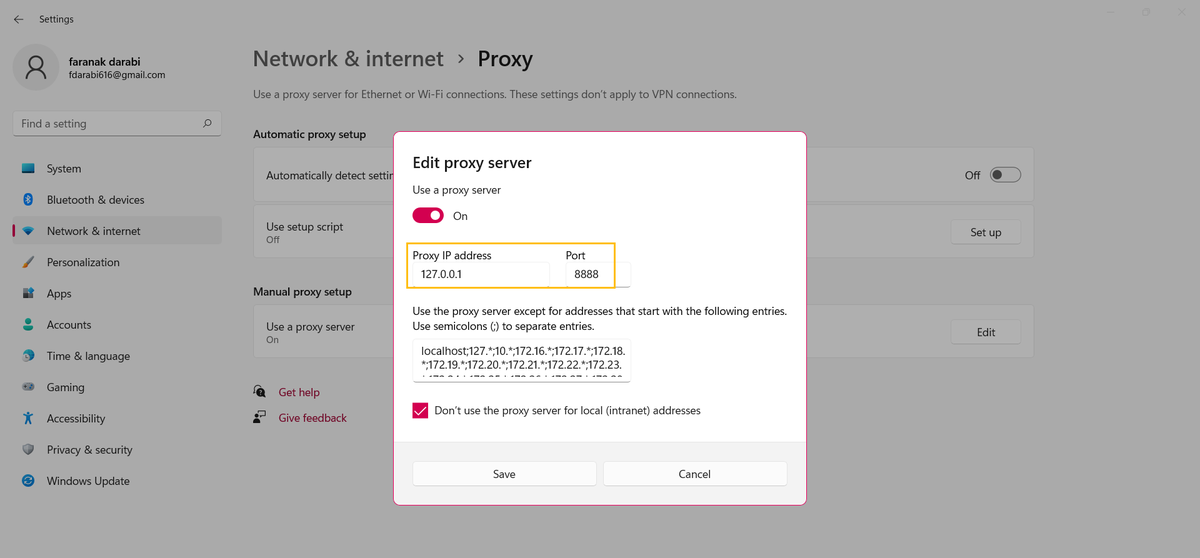 Settings
faranak darabi
fdarabi616@gmail.com
Find a setting
System
Bluetooth & devices
Network & internet
Personalization
Apps
Accounts
Time & language
Gaming
Accessibility
Privacy & security
Windows Update
Network & internet > Proxy
Use a proxy server for Ethernet or Wi-Fi connections. These settings don't apply to VPN connections.
Automatic proxy setup
Automatically detect settin
Off
Use setup script
Off
Set up
Manual proxy setup
Use a proxy server
On
Edit
Get help
Give feedback
Edit proxy server
Use a proxy server
On
Proxy IP address Port
127.0.0.1 8888
Use the proxy server except for addresses that start with the following entries.
Use semicolons (;) to separate entries.
localhost;127.*;10.*;172.16.*;172.17.*;172.18.
*;172.19.*;172.20.*;172.21.*;172.22.*;172.23.
Don't use the proxy server for local (intranet) addresses
Save Cancel